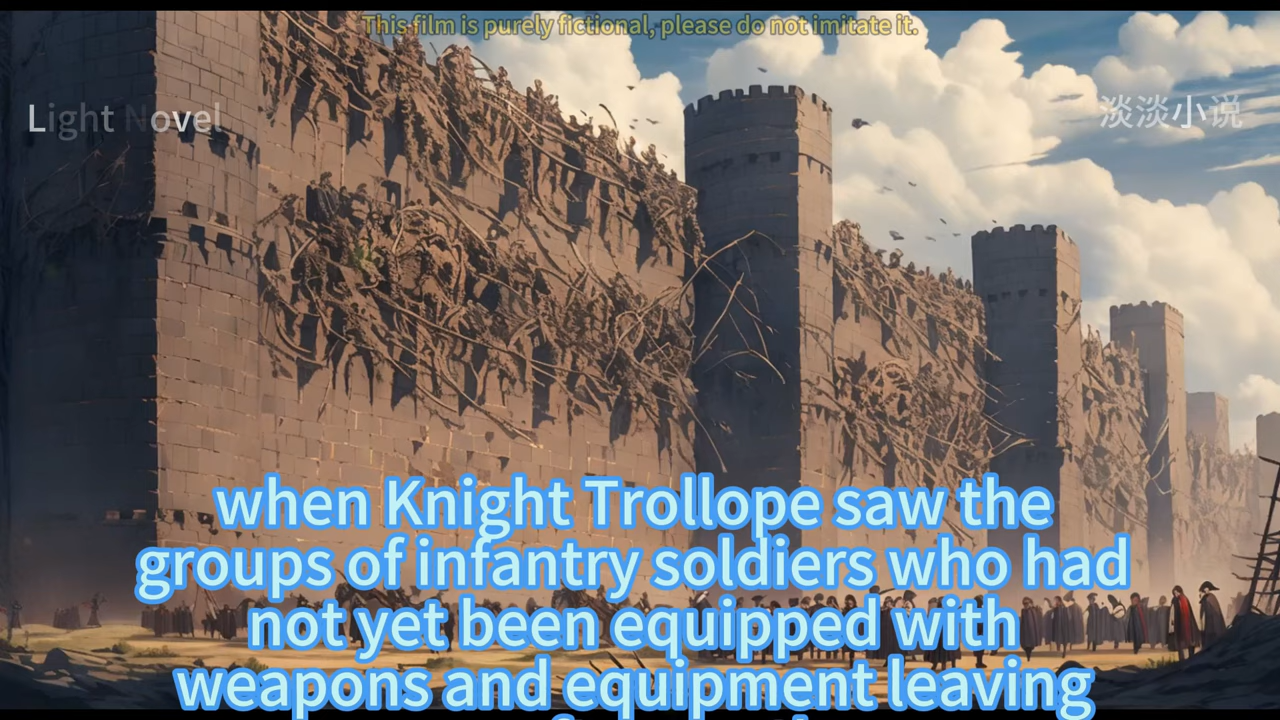 This film is purely fictional, please do not imitate it.
Light Novel
淡淡小说
when Knight Trollope saw the
groups of infantry soldiers who had
not yet been equipped with
weapons and equipment leaving